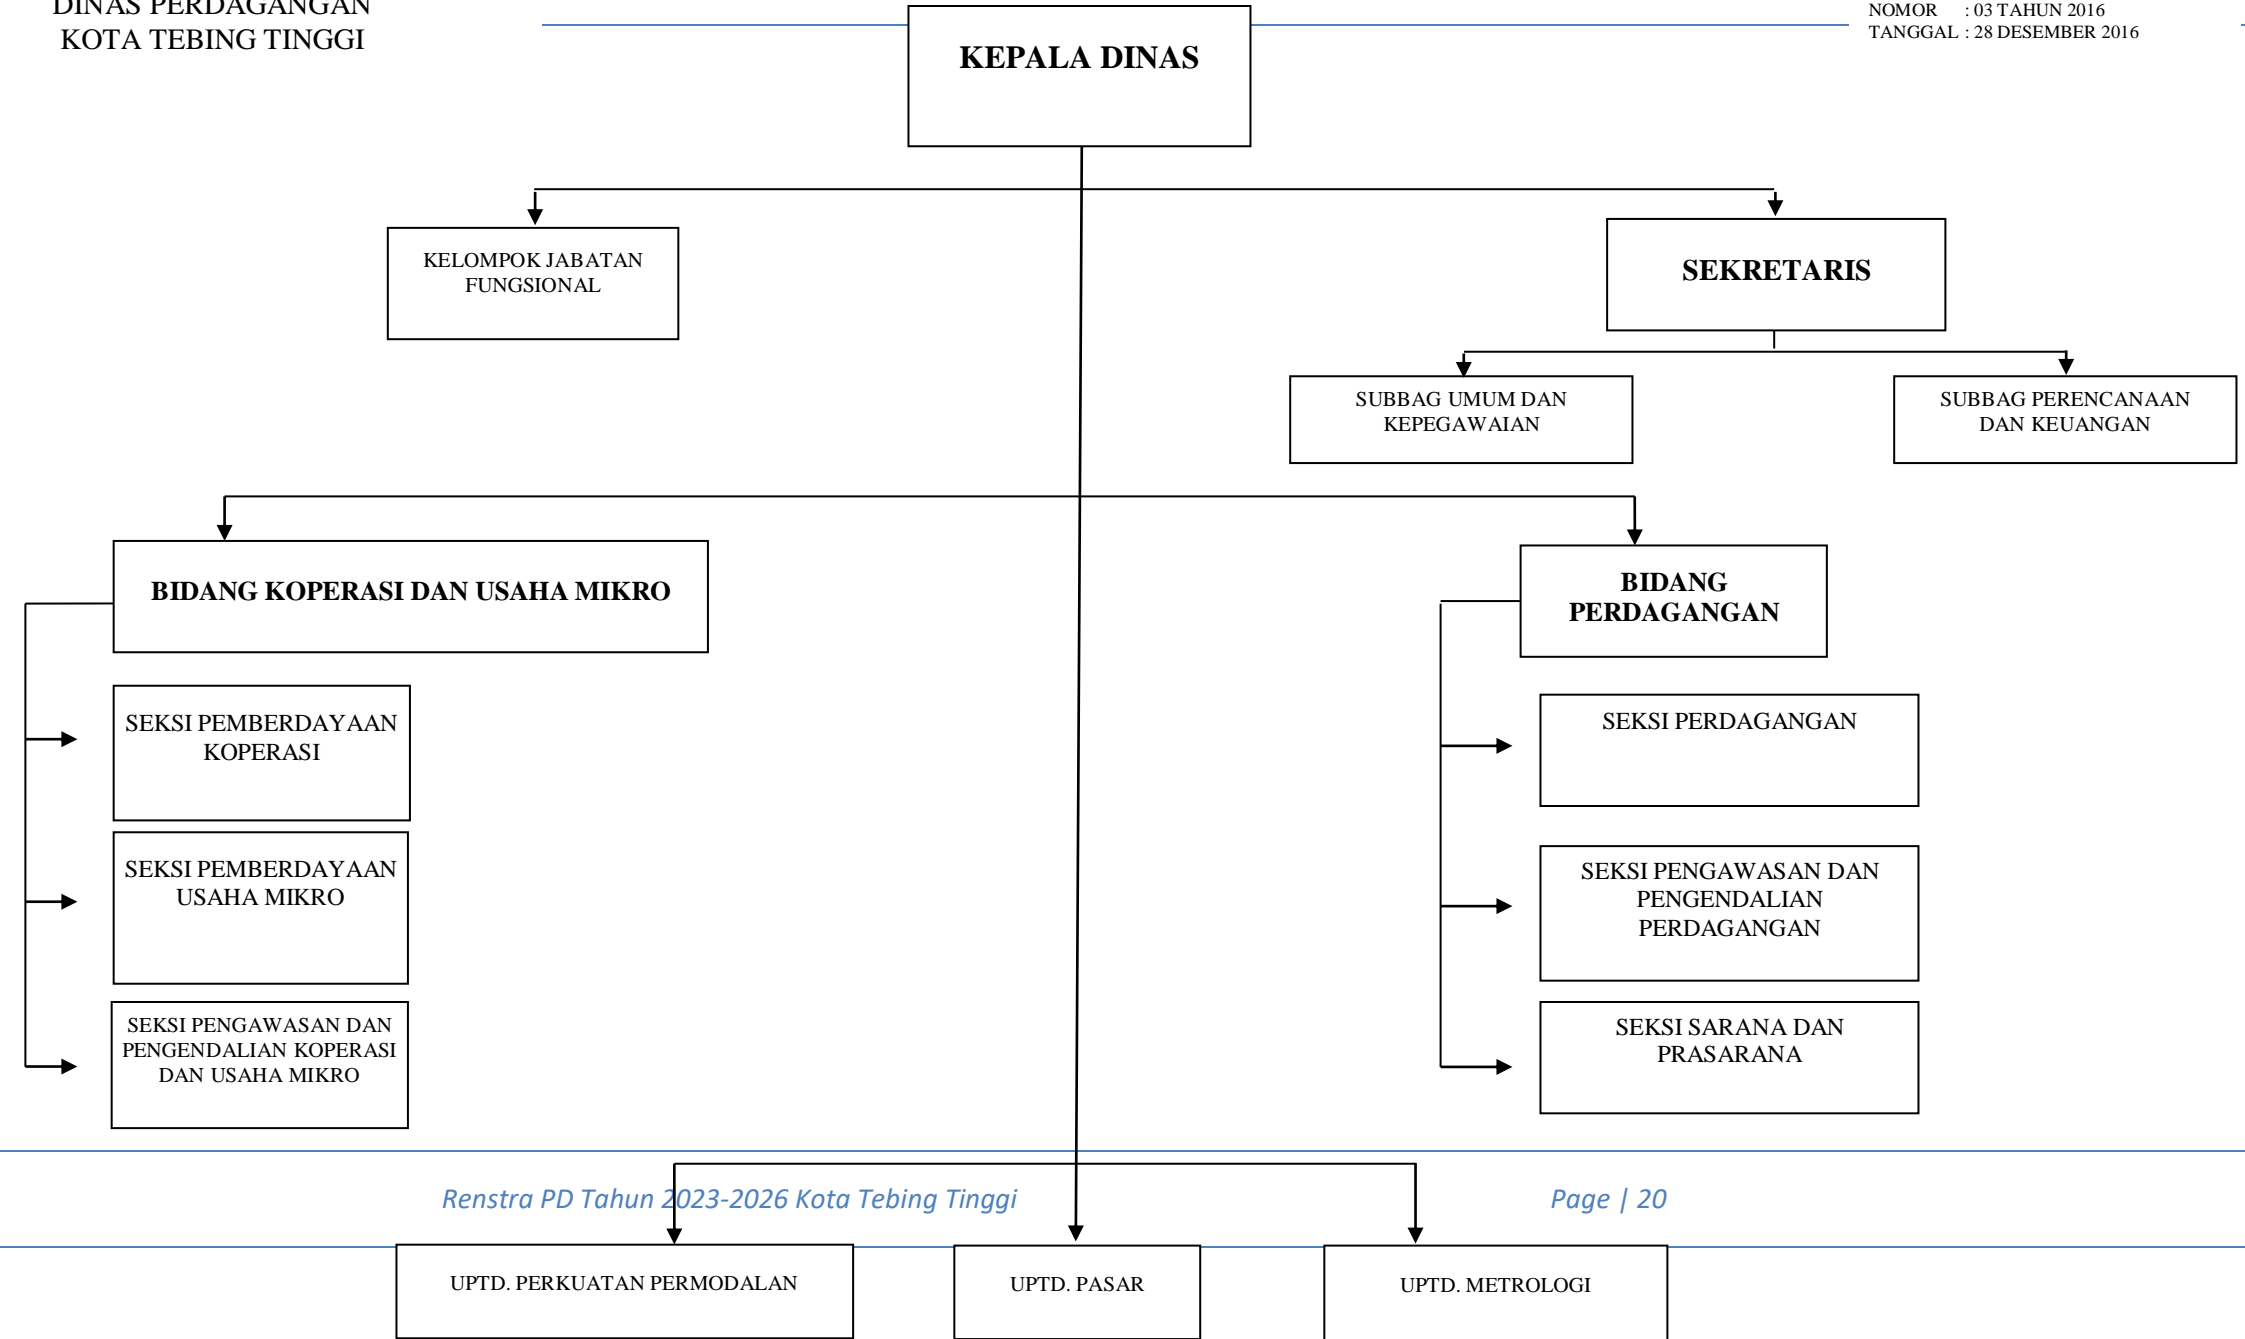 DINAS PERDAGANGAN
KOTA TEBING TINGGI
NOMOR : 03 TAHUN 2016
TANGGAL : 28 DESEMBER 2016
KEPALA DINAS
KELOMPOK JABATAN
FUNGSIONAL
SEKRETARIS
SUBBAG UMUM DAN
KEPEGAWAIAN
SUBBAG PERENCANAAN
DAN KEUANGAN
BIDANG KOPERASI DAN USAHA MIKRO
BIDANG
PERDAGANGAN
SEKSI PEMBERDAYAAN
KOPERASI
SEKSI PERDAGANGAN
SEKSI PEMBERDAYAAN
USAHA MIKRO
SEKSI PENGAWASAN DAN
PENGENDALIAN
PERDAGANGAN
SEKSI PENGAWASAN DAN
PENGENDALIAN KOPERASI
DAN USAHA MIKRO
SEKSI SARANA DAN
PRASARANA
Renstra PD Tahun 2023-2026 Kota Tebing Tinggi Page | 20
UPTD. PERKUATAN PERMODALAN
UPTD. PASAR
UPTD. METROLOGI